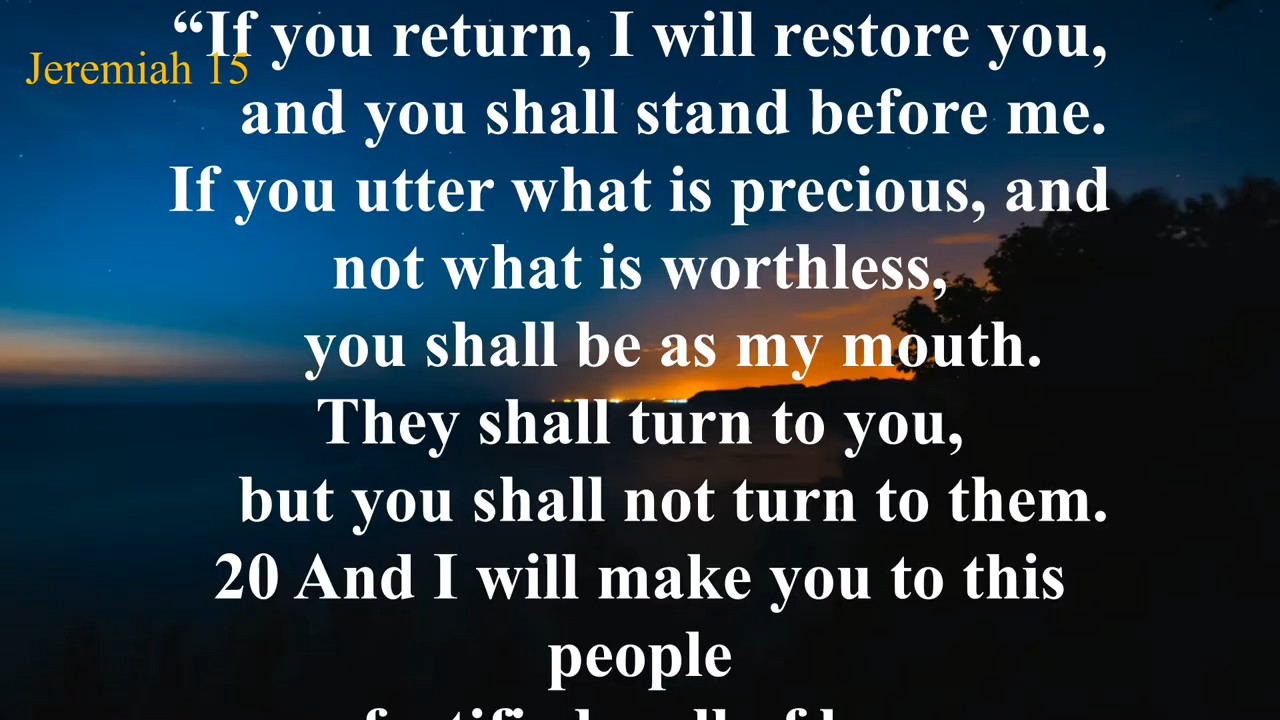 “If you return, I will restore you,
Jeremiah 15
and you shall stand before me.
If you utter what is precious, and
not what is worthless,
you shall be as my mouth.
They shall turn to you,
but you shall not turn to them.
20 And I will make you to this
people